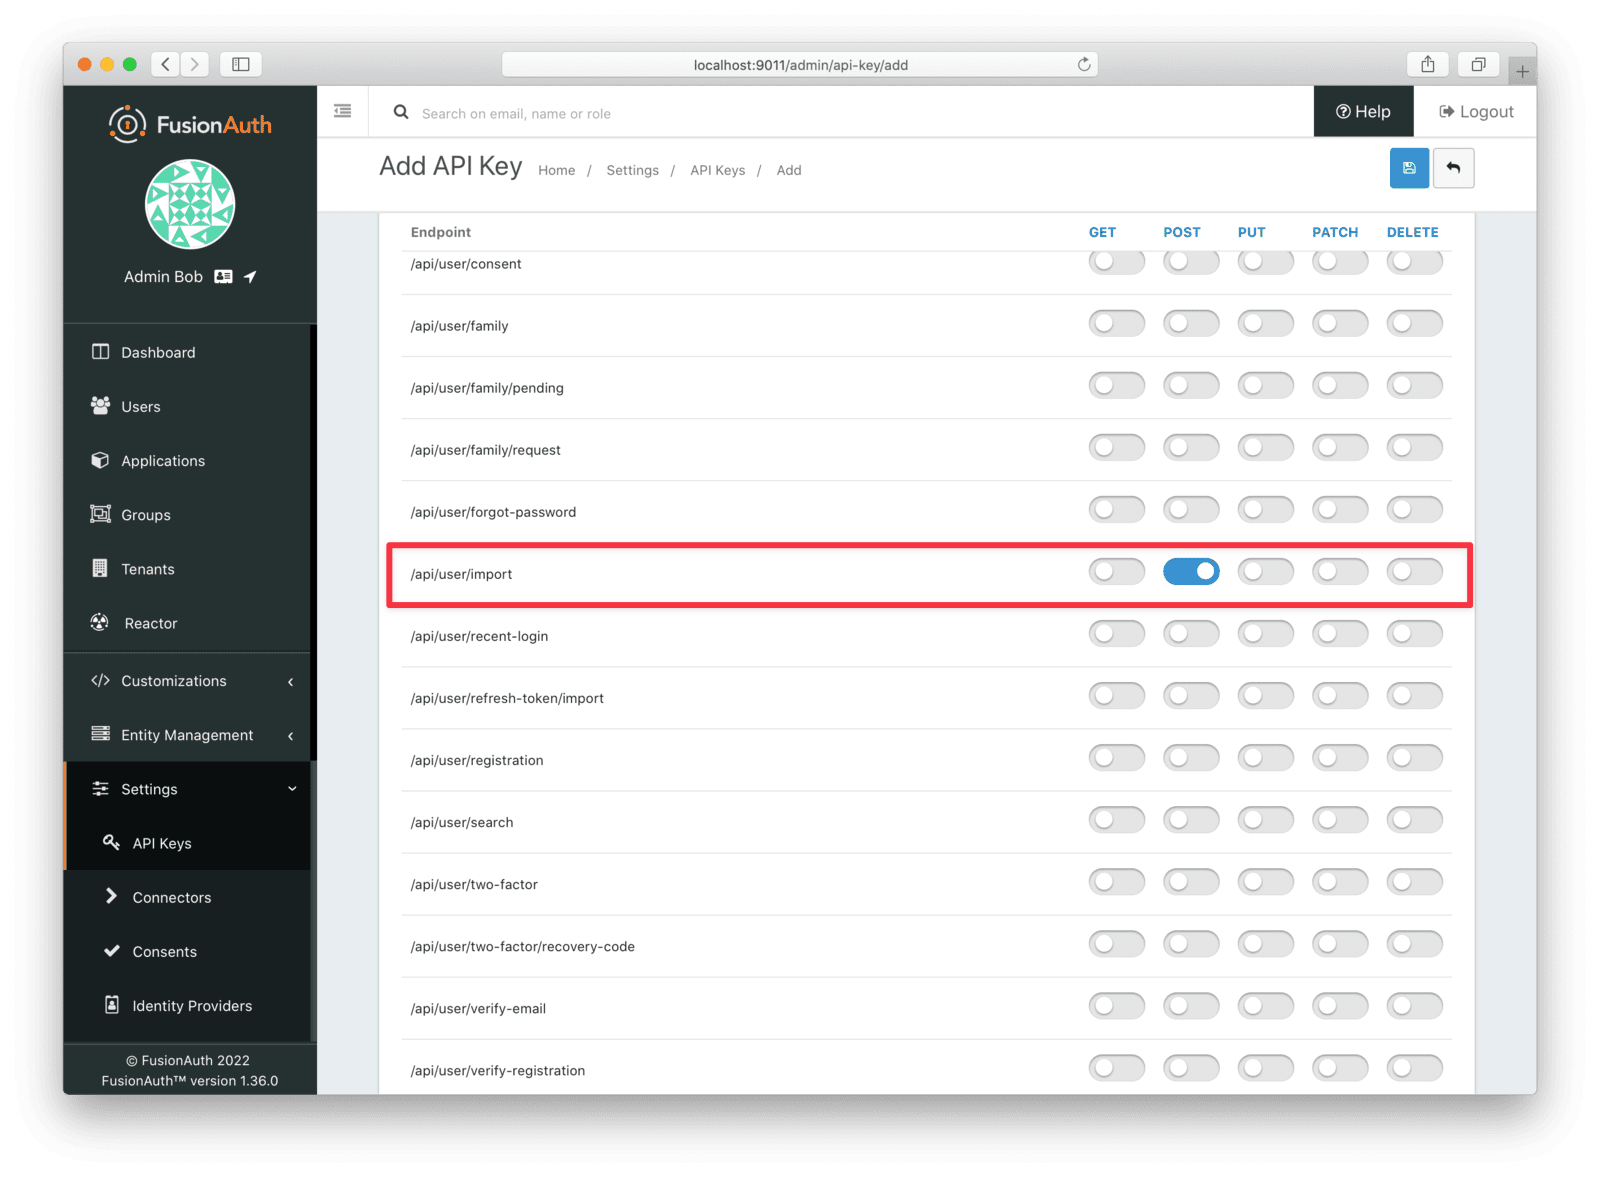 localhost:9011/admin/api-key/add
FusionAuth
Search on email, name or role
Help
Logout
Add API Key
Home / Settings / API Keys / Add
Admin Bob
Dashboard
Users
Applications
Groups
Tenants
Reactor
Customizations
Entity Management
Settings
API Keys
Connectors
Consents
Identity Providers
© FusionAuth 2022
FusionAuth™ version 1.36.0
Endpoint GET POST PUT PATCH DELETE
/api/user/consent
/api/user/family
/api/user/family/pending
/api/user/family/request
/api/user/forgot-password
/api/user/import
/api/user/recent-login
/api/user/refresh-token/import
/api/user/registration
/api/user/search
/api/user/two-factor
/api/user/two-factor/recovery-code
/api/user/verify-email
/api/user/verify-registration